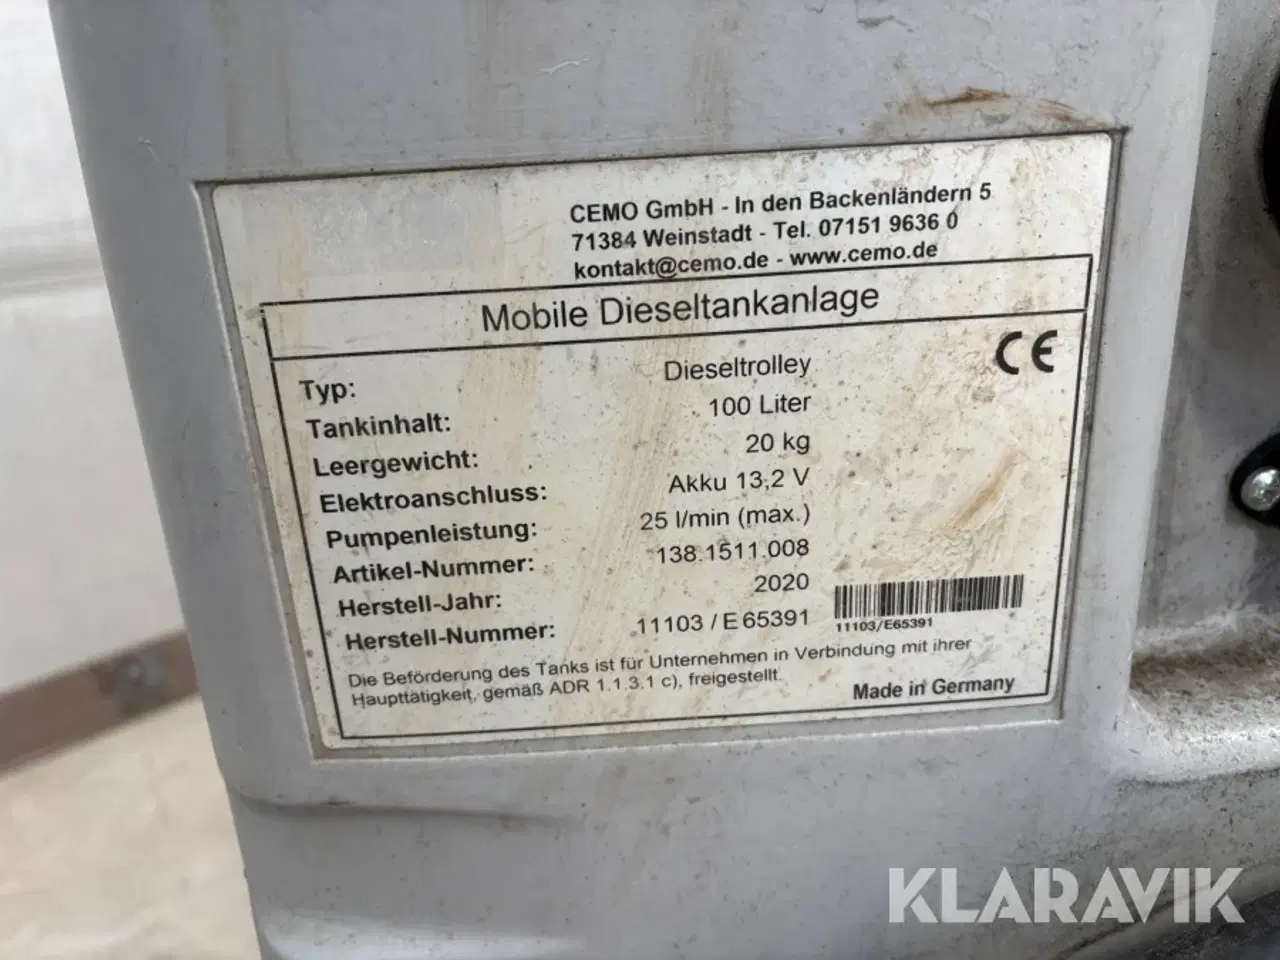 CEMO GmbH - In den Backenländern 5
71384 Weinstadt - Tel. 07151 9636 0
kontakt@cemo.de - www.cemo.de
Mobile Dieseltankanlage
CE
Typ: Dieseltrolley
Tankinhalt: 100 Liter
Leergewicht: 20 kg
Elektroanschluss: Akku 13,2 V
Pumpenleistung: 25 l/min (max.)
Artikel-Nummer: 138.1511.008
Herstell-Jahr: 2020
Herstell-Nummer: 11103 / E 65391
11103/E65391
Die Beförderung des Tanks ist für Unternehmen in Verbindung mit ihrer
Haupttätigkeit, gemäß ADR 1.1.3.1 c), freigestellt.
Made in Germany
KLARAVIK